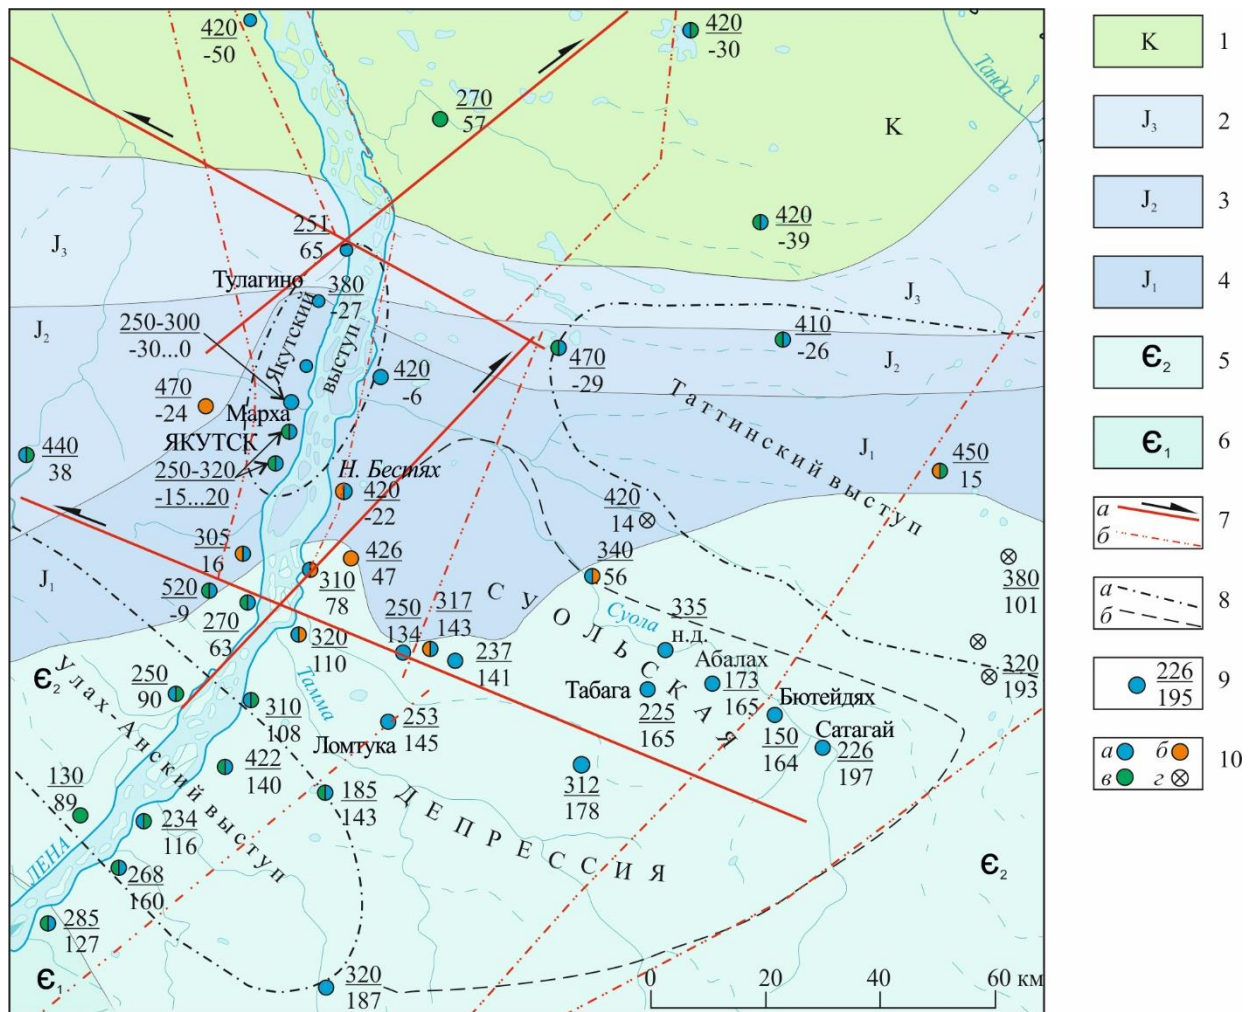 420
-50
420
-30
Танда
К
1
270
57
K
J₃
2
J₂
3
420
-39
251
65
J₃
Тулагино
380
-27
J₃
J₁
4
J₂
250-300
-30...0
Якутский
выступ
410
-26
470
-29
J₂
Є₂
5
420
-6
470
-24
Марха
Таттинский выступ
ЯКУТСК
Є₁
6
440
38
250-320
-15...20
Н. Бестях
J₁
450
15
420
-22
420
14
а
б
7
305
16
426
47
340
56
380
101
J₁
520
-9
310
78
СУОЛЬСКАЯ
а
б
8
270
63
250
134
317
143
Суола
335
н.д.
320
110
237
141
Абалах
173
165
320
193
Є₂
250
90
Тамма
Табага
225
165
Бютейдях
226
195
9
310
108
253
145
Ломтука
150
164
Сатагай
226
197
Улах-Анский выступ
422
140
312
178
а
б
в
г
10
130
89
185
143
ДЕПРЕССИЯ
234
116
ЛЕНА
268
160
Є₂
285
127
Є₁
320
187
0
20
40
60 км